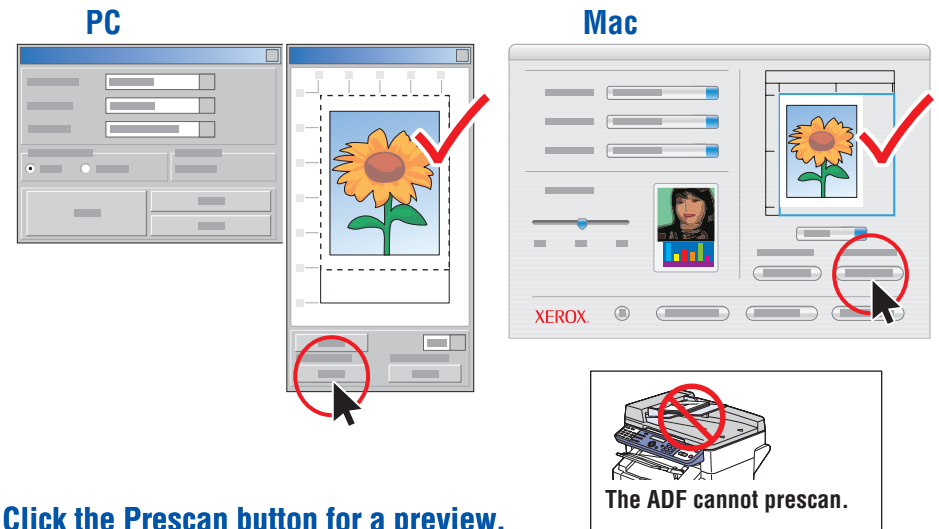 PC
Mac
XEROX.
The ADF cannot prescan.
Click the Prescan button for a preview.